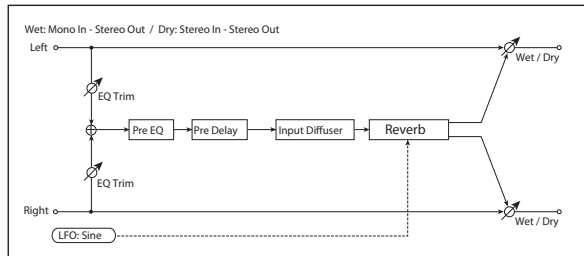 Wet: Mono In - Stereo Out / Dry: Stereo In - Stereo Out
Left
Wet / Dry
EQ Trim
Pre EQ
Pre Delay
Input Diffuser
Reverb
EQ Trim
Right
Wet / Dry
LFO: Sine